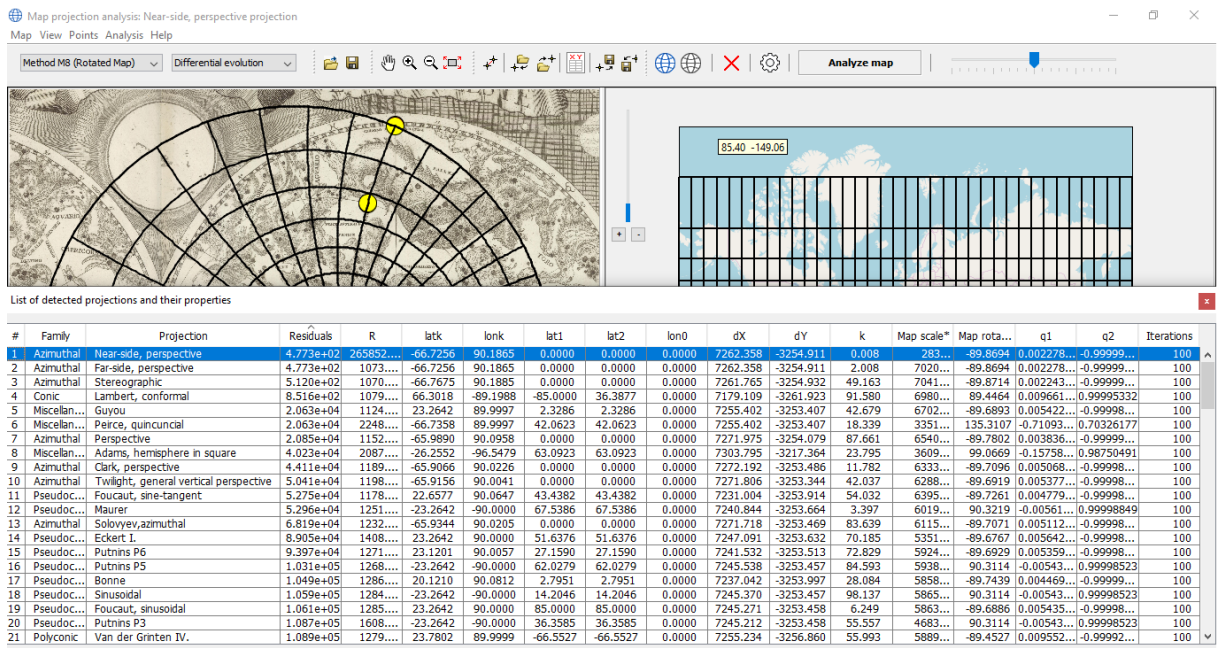 Map projection analysis: Near-side, perspective projection
Map View Points Analysis Help
Method M8 (Rotated Map) Differential evolution Analyze map
85.40 -149.06
+ -
List of detected projections and their properties
# Family Projection Residuals R latk lonk lat1 lat2 lon0 dX dY k Map scale* Map rota... q1 q2 Iterations
1 Azimuthal Near-side, perspective 4.773e+02 265852.... -66.7256 90.1865 0.0000 0.0000 0.0000 7262.358 -3254.911 0.008 283... -89.8694 0.002278... -0.99999... 100
2 Azimuthal Far-side, perspective 4.773e+02 1073.... -66.7256 90.1865 0.0000 0.0000 0.0000 7262.358 -3254.911 2.008 7020... -89.8694 0.002278... -0.99999... 100
3 Azimuthal Stereographic 5.120e+02 1070.... -66.7675 90.1885 0.0000 0.0000 0.0000 7261.765 -3254.932 49.163 7041... -89.8714 0.002243... -0.99999... 100
4 Conic Lambert, conformal 8.516e+02 1079.... 66.3018 -89.1988 -85.0000 36.3877 0.0000 7179.109 -3261.923 91.580 6980... 89.4464 0.009661... 0.99995332 100
5 Miscellan... Guyou 2.063e+04 1124.... 23.2642 89.9997 2.3286 2.3286 0.0000 7255.402 -3253.407 42.679 6702... -89.6893 0.005422... -0.99998... 100
6 Miscellan... Peirce, quincuncial 2.063e+04 2248.... -66.7358 89.9997 42.0623 42.0623 0.0000 7255.402 -3253.407 18.339 3351... 135.3107 -0.71093... 0.70326177 100
7 Azimuthal Perspective 2.085e+04 1152.... -65.9890 90.0958 0.0000 0.0000 0.0000 7271.975 -3254.079 87.661 6540... -89.7802 0.003836... -0.99999... 100
8 Miscellan... Adams, hemisphere in square 4.023e+04 2087.... -26.2552 -96.5479 63.0923 63.0923 0.0000 7303.795 -3217.364 23.795 3609... 99.0669 -0.15758... 0.98750491 100
9 Azimuthal Clark, perspective 4.411e+04 1189.... -65.9066 90.0226 0.0000 0.0000 0.0000 7272.192 -3253.486 11.782 6333... -89.7096 0.005068... -0.99998... 100
10 Azimuthal Twilight, general vertical perspective 5.041e+04 1198.... -65.9156 90.0041 0.0000 0.0000 0.0000 7271.806 -3253.344 42.037 6288... -89.6919 0.005377... -0.99998... 100
11 Pseudoc... Foucaut, sine-tangent 5.275e+04 1178.... 22.6577 90.0647 43.4382 43.4382 0.0000 7231.004 -3253.914 54.032 6395... -89.7261 0.004779... -0.99998... 100
12 Pseudoc... Maurer 5.296e+04 1251.... -23.2642 -90.0000 67.5386 67.5386 0.0000 7240.844 -3253.664 3.397 6019... 90.3219 -0.00561... 0.99998849 100
13 Azimuthal Solovyev,azimuthal 6.819e+04 1232.... -65.9344 90.0205 0.0000 0.0000 0.0000 7271.718 -3253.469 83.639 6115... -89.7071 0.005112... -0.99998... 100
14 Pseudoc... Eckert I. 8.905e+04 1408.... 23.2642 90.0000 51.6376 51.6376 0.0000 7247.091 -3253.632 70.185 5351... -89.6767 0.005642... -0.99998... 100
15 Pseudoc... Putnins P6 9.397e+04 1271.... 23.1201 90.0057 27.1590 27.1590 0.0000 7241.532 -3253.513 72.829 5924... -89.6929 0.005359... -0.99998... 100
16 Pseudoc... Putnins P5 1.031e+05 1268.... -23.2642 -90.0000 62.0279 62.0279 0.0000 7245.538 -3253.457 84.593 5938... 90.3114 -0.00543... 0.99998523 100
17 Pseudoc... Bonne 1.049e+05 1286.... 20.1210 90.0812 2.7951 2.7951 0.0000 7237.042 -3253.997 28.084 5858... -89.7439 0.004469... -0.99999... 100
18 Pseudoc... Sinusoidal 1.059e+05 1284.... -23.2642 -90.0000 14.2046 14.2046 0.0000 7245.370 -3253.457 98.137 5865... 90.3114 -0.00543... 0.99998523 100
19 Pseudoc... Foucaut, sinusoidal 1.061e+05 1285.... 23.2642 90.0000 85.0000 85.0000 0.0000 7245.271 -3253.458 6.249 5863... -89.6886 0.005435... -0.99998... 100
20 Pseudoc... Putnins P3 1.087e+05 1608.... -23.2642 -90.0000 36.3585 36.3585 0.0000 7245.212 -3253.458 55.557 4683... 90.3114 -0.00543... 0.99998523 100
21 Polyconic Van der Grinten IV. 1.089e+05 1279.... 23.7802 89.9999 -66.5527 -66.5527 0.0000 7255.234 -3256.860 55.993 5889... -89.4527 0.009552... -0.99992... 100